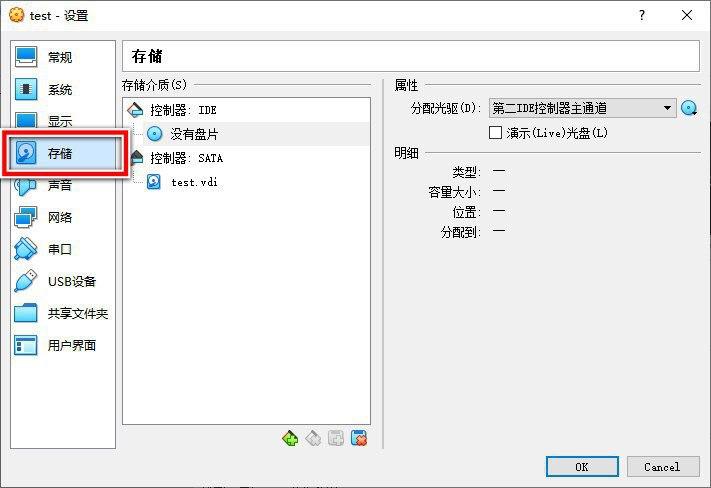 test - 设置
常规
系统
显示
存储
声音
网络
串口
USB设备
共享文件夹
用户界面
存储
存储介质(S)
控制器: IDE
没有盘片
控制器: SATA
test.vdi
属性
分配光驱(D): 第二IDE控制器主通道
演示(Live)光盘(L)
明细
类型: —
容量大小: —
位置: —
分配到: —
OK
Cancel